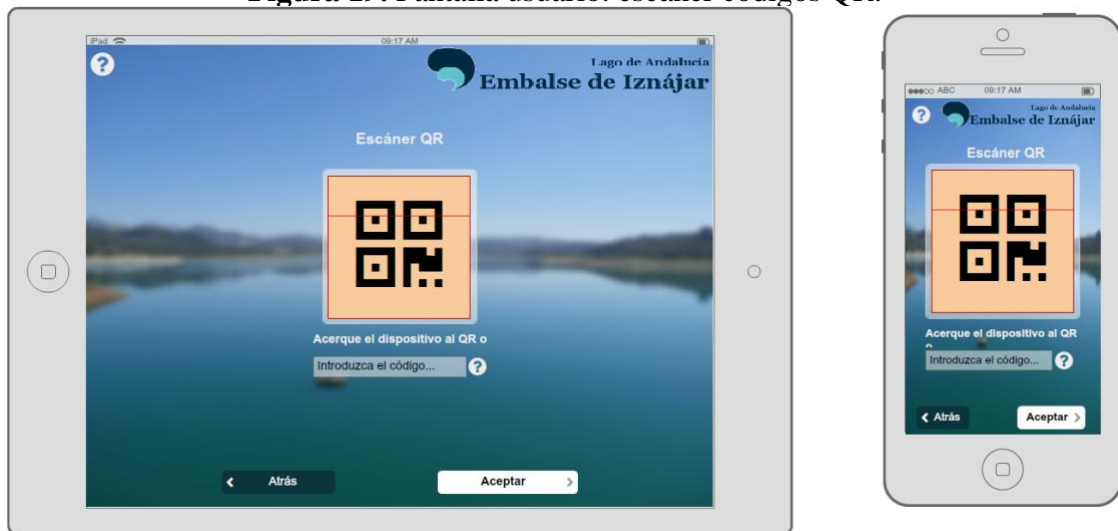 Figura 29. Pantalla usuario: escáner códigos QR.
iPad 09:17 AM
Lago de Andalucía
Embalse de Iznájar
Escáner QR
Acerque el dispositivo al QR o
Introduzca el código...
Atrás
Aceptar
ABC 09:17 AM
Lago de Andalucía
Embalse de Iznájar
Escáner QR
Acerque el dispositivo al QR
o
Introduzca el código...
Atrás
Aceptar